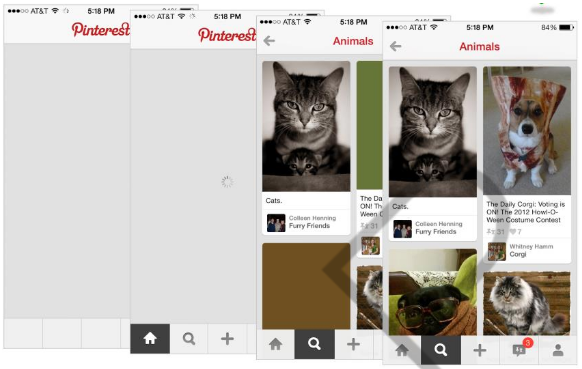 ●●●○○ AT&T 5:18 PM 84%
Pinterest
●●●○○ AT&T 5:18 PM
Pinterest
●●●○○ AT&T 5:18 PM
Animals
Cats.
Colleen Henning
Furry Friends
The Da
ON! Th
Ween C
31
●●●○○ AT&T 5:18 PM 84%
Animals
Cats.
Colleen Henning
Furry Friends
The Daily Corgi: Voting is
ON! The 2012 Howl-O-
Ween Costume Contest
31 7
Whitney Hamm
Corgi
3